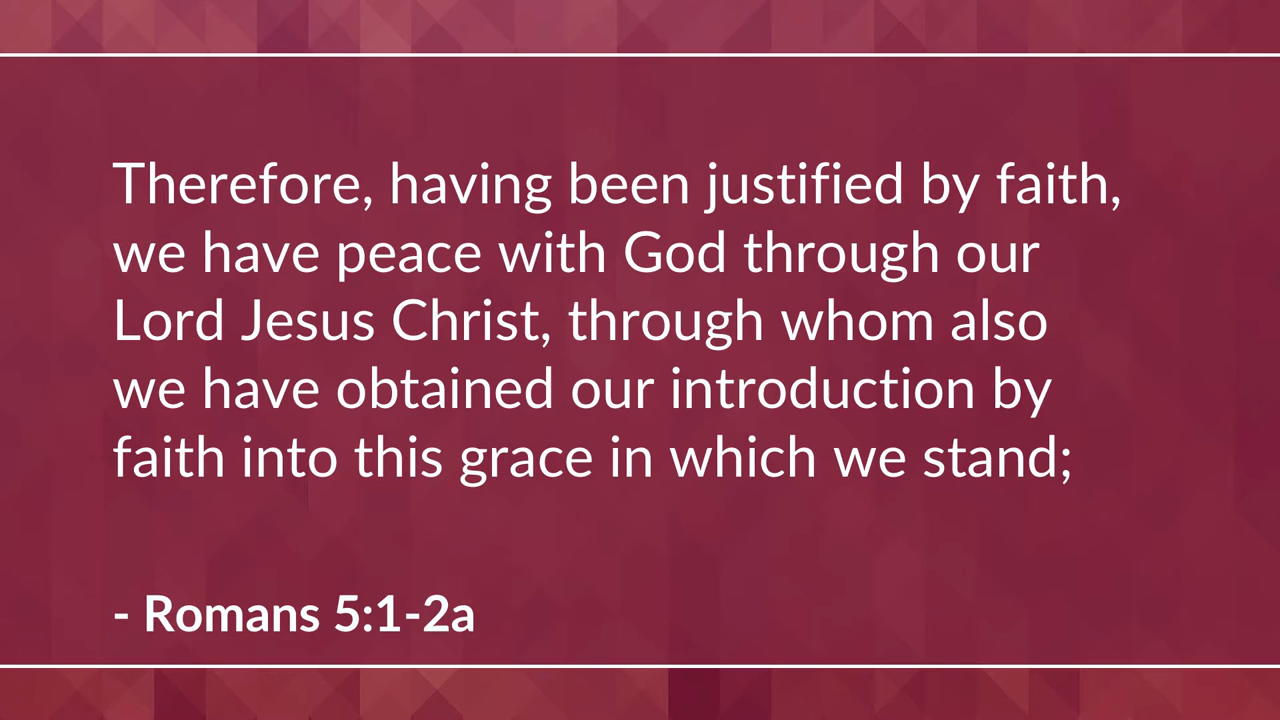 Therefore, having been justified by faith,
we have peace with God through our
Lord Jesus Christ, through whom also
we have obtained our introduction by
faith into this grace in which we stand;
- Romans 5:1-2a